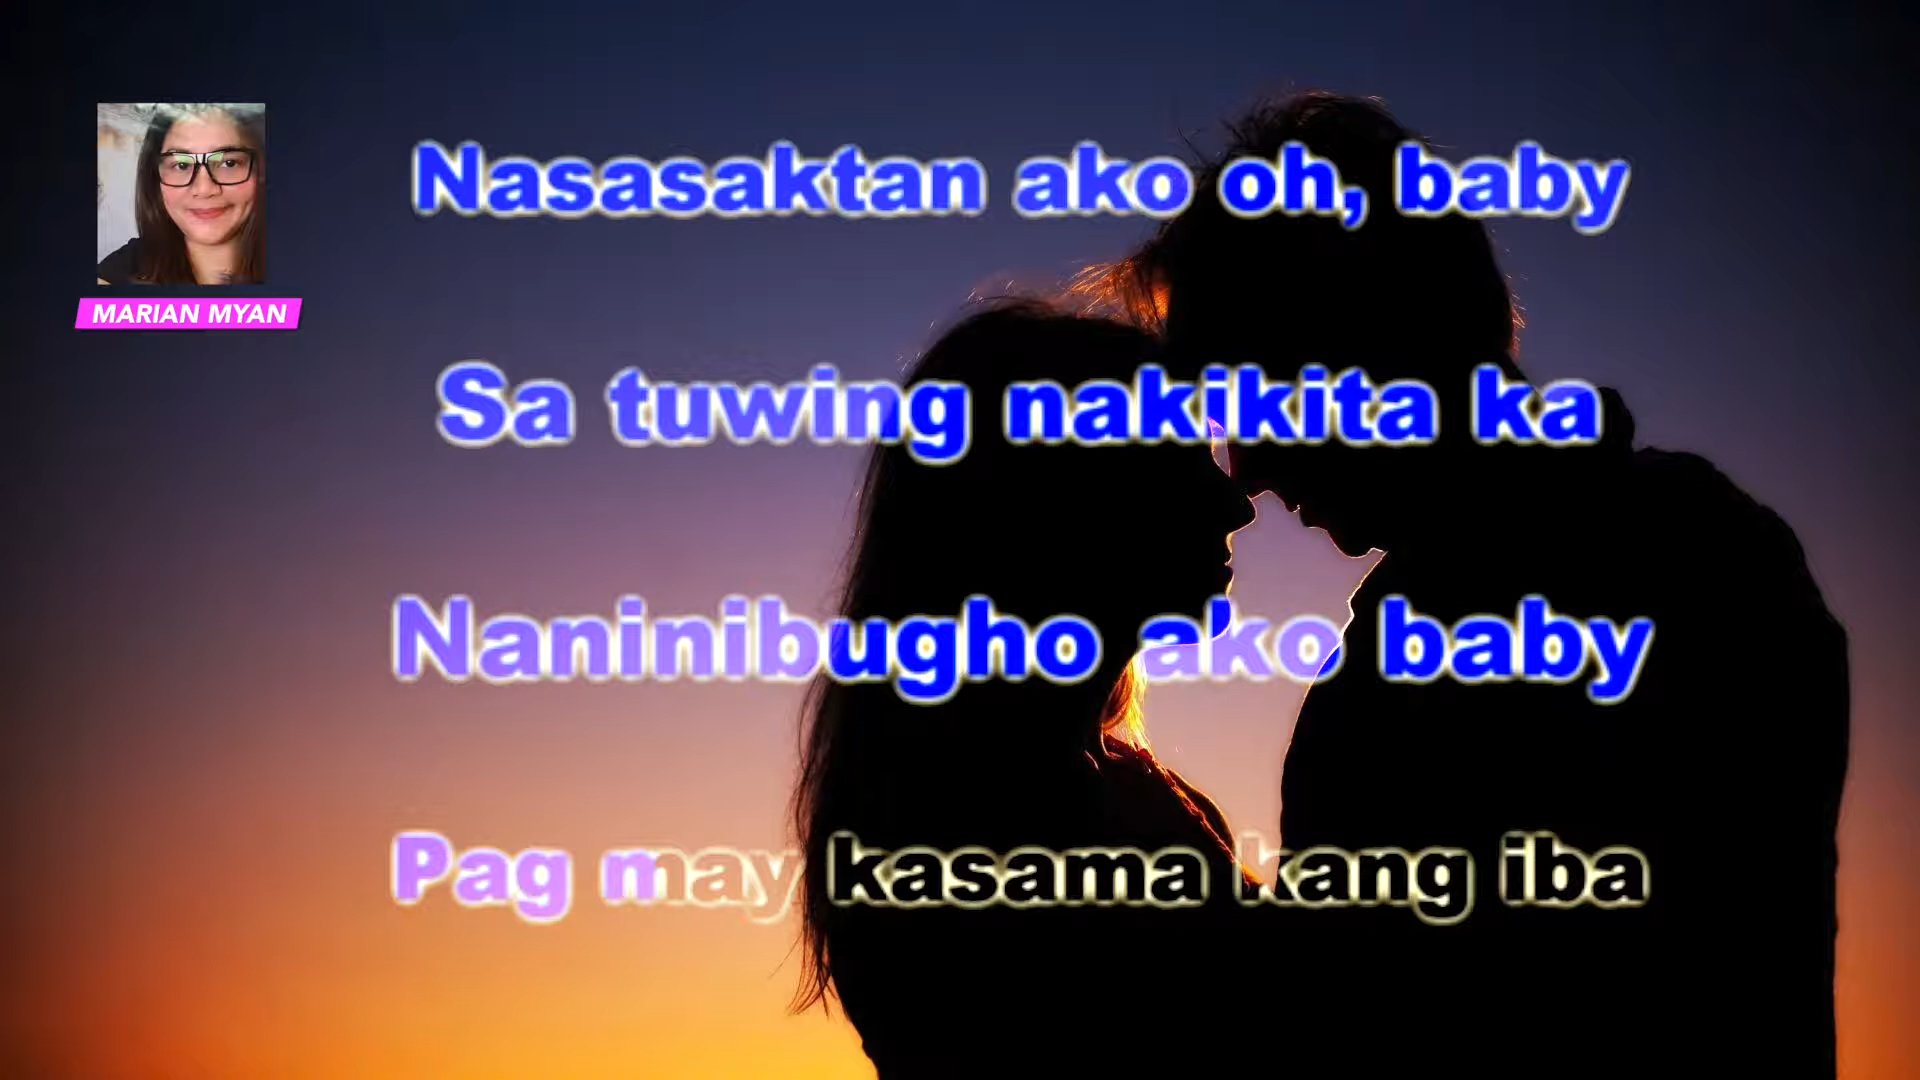 MARIAN MYAN
Nasasaktan ako oh, baby
Sa tuwing nakikita ka
Naninibugho ako baby
Pag may kasama kang iba